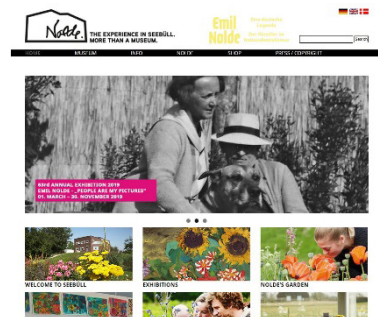 Nolde.
THE EXPERIENCE IN SEEBÜLL.
MORE THAN A MUSEUM.
Emil
Nolde
Search
HOME MUSEUM INFO NOLDE SHOP PRESS / COPYRIGHT
63rd ANNUAL EXHIBITION 2019
EMIL NOLDE - „PEOPLE ARE MY PICTURES“
01. MARCH – 30. NOVEMBER 2019
WELCOME TO SEEBÜLL EXHIBITIONS NOLDE'S GARDEN